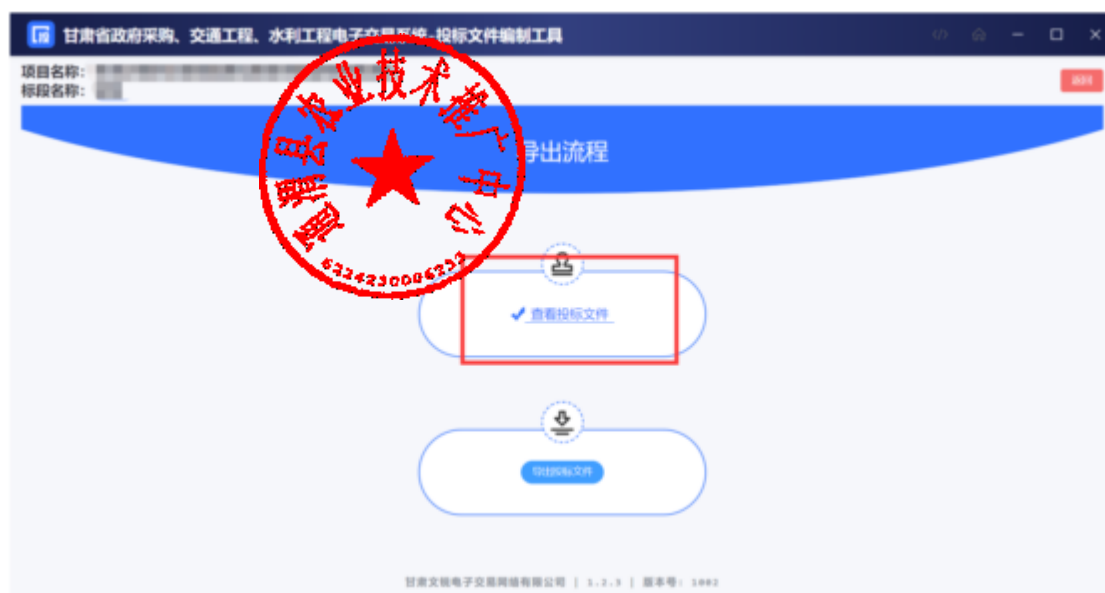 甘肃省政府采购、交通工程、水利工程电子交易系统-投标文件编制工具
项目名称：
标段名称：
返回
导出流程
通渭县农业技术推广中心
查看投标文件
导出投标文件
甘肃文锐电子交易网络有限公司 | 1.2.3 | 版本号: 1002